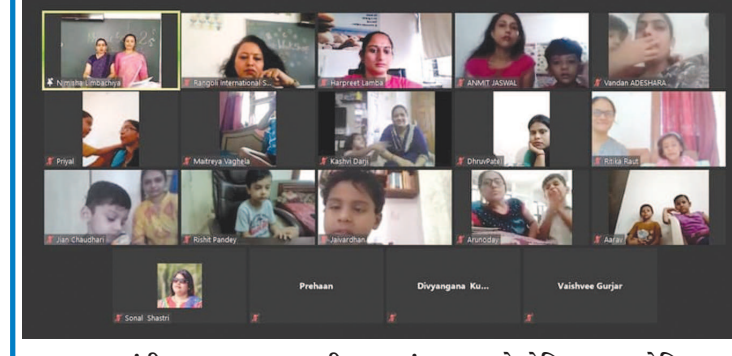 Nimisha Limbachiya
Rangoli International S...
Harpreet Lamba
ANMIT JASWAL
Vandan ADESHARA
Priyal
Maitreya Vaghela
Kashvi Darji
DhruvPatel
Ritika Raut
Jian Chaudhari
Rishit Pandey
Jaivardhan
Arunoday
Aarav
Sonal Shastri
Prehaan
Divyangana Ku...
Vaishvee Gurjar